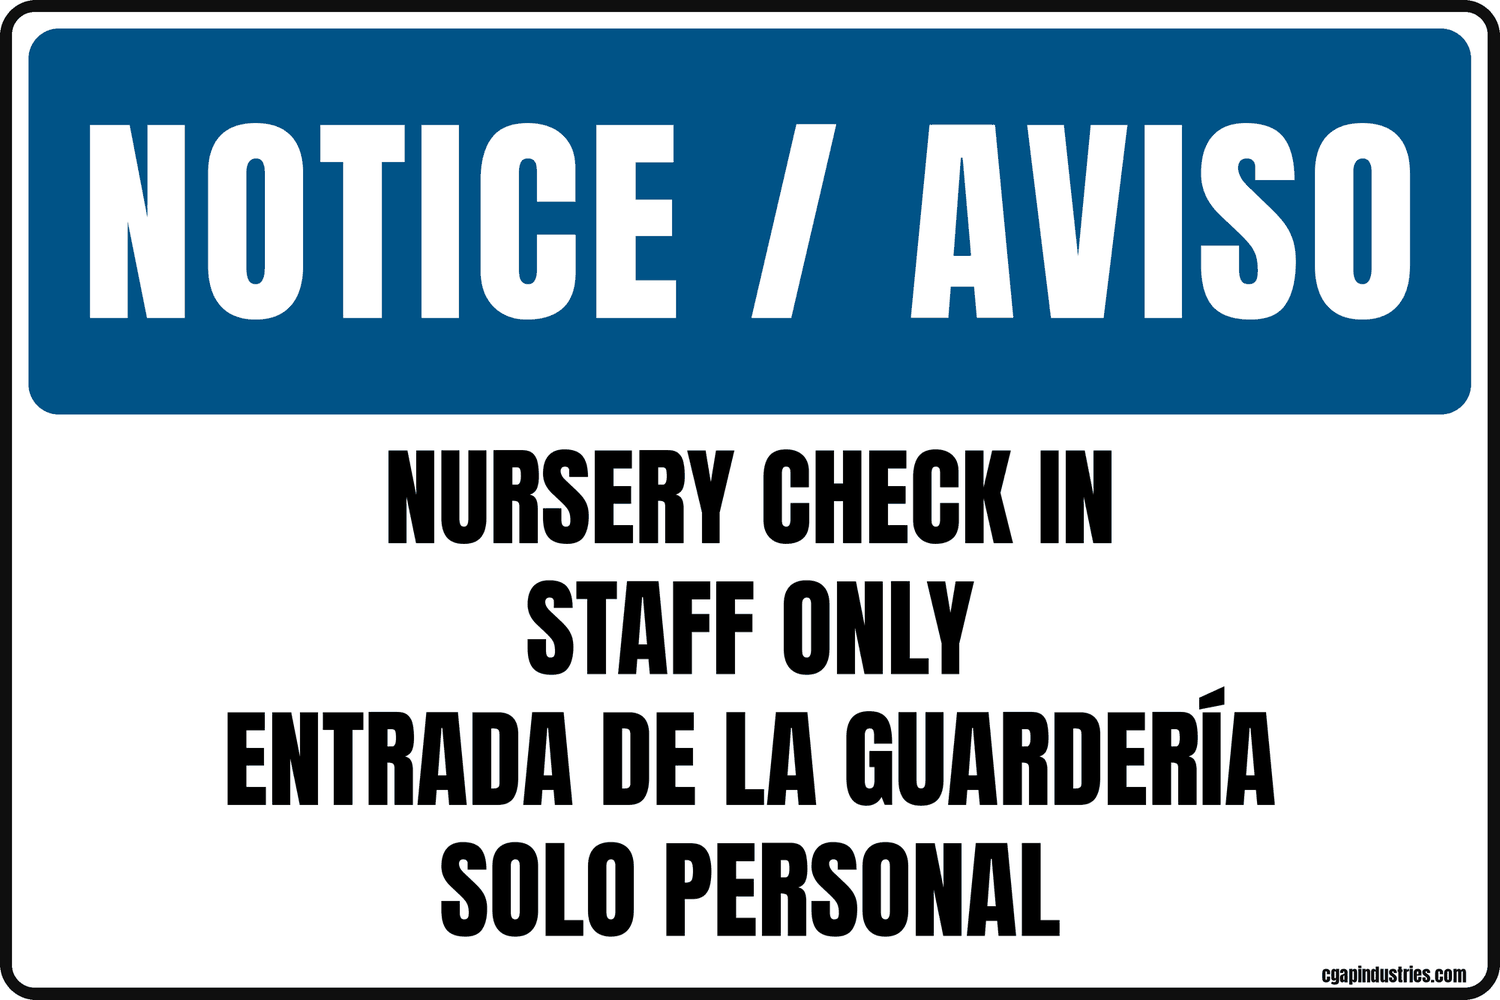 NOTICE / AVISO
NURSERY CHECK IN
STAFF ONLY
ENTRADA DE LA GUARDERÍA
SOLO PERSONAL
cgapindustries.com